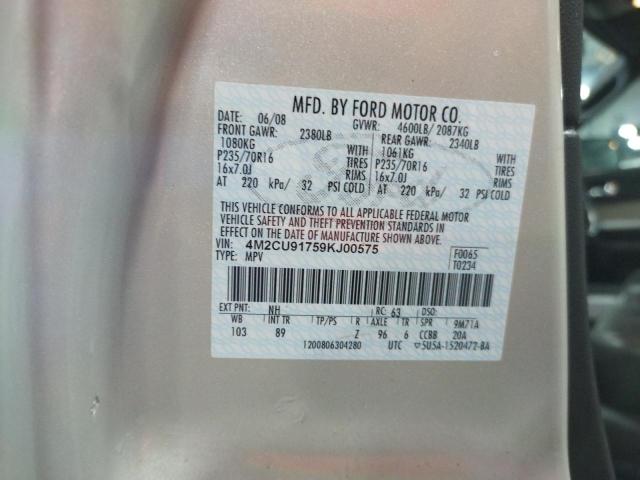 MFD. BY FORD MOTOR CO.
DATE: 06/08 GVWR: 4600LB/ 2087KG
FRONT GAWR: 2380LB REAR GAWR: 2340LB
1080KG WITH 1061KG WITH
P235/70R16 TIRES P235/70R16 TIRES
16x7.0J RIMS 16x7.0J RIMS
AT 220 kPa/ 32 PSI COLD AT 220 kPa/ 32 PSI COLD
THIS VEHICLE CONFORMS TO ALL APPLICABLE FEDERAL MOTOR
VEHICLE SAFETY AND THEFT PREVENTION STANDARDS IN
EFFECT ON THE DATE OF MANUFACTURE SHOWN ABOVE.
VIN: 4M2CU91759KJ00575 F0065
TYPE: MPV T0234
EXT PNT: NH RC: 63 DSO:
WB INT TR TP/PS R AXLE TR SPR 9M71A
103 89 Z 96 6 CCBB 20A
1200806304280 UTC 5U5A-1520472-BA